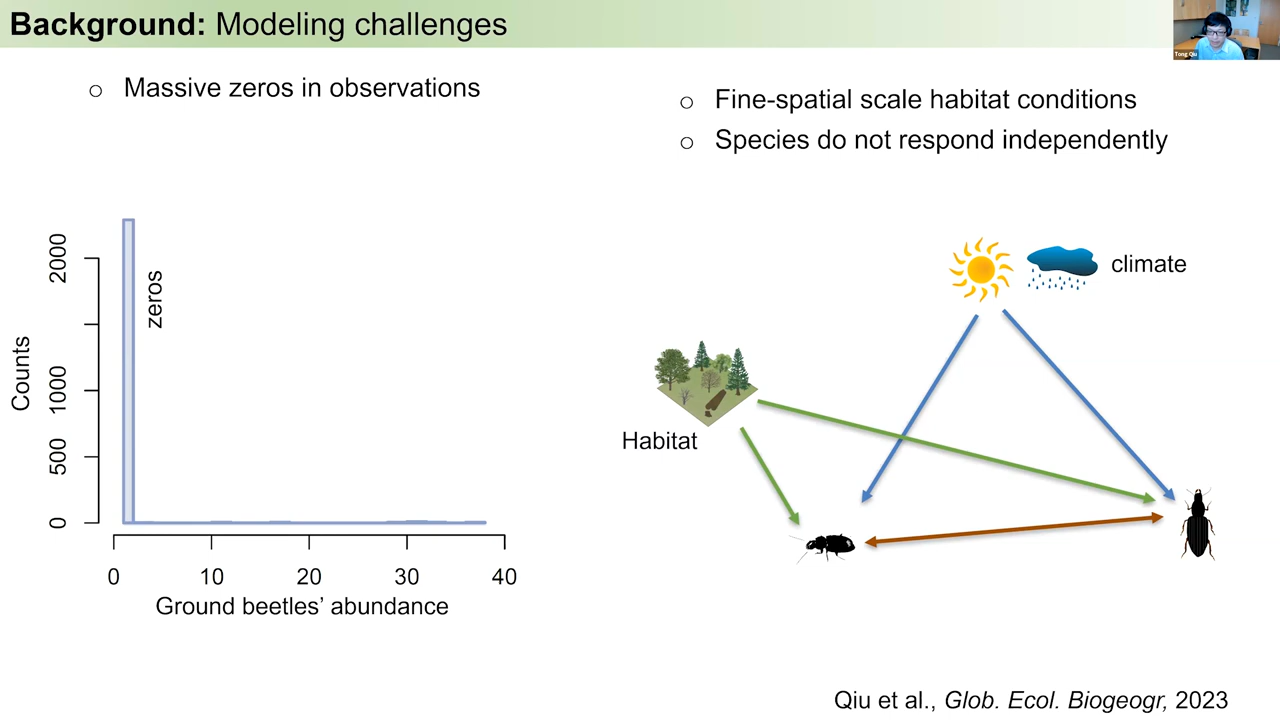 Background: Modeling challenges
Tong Qiu
Massive zeros in observations
Fine-spatial scale habitat conditions
Species do not respond independently
2000
1000
500
0
Counts
zeros
0 10 20 30 40
Ground beetles’ abundance
climate
Habitat
Qiu et al., Glob. Ecol. Biogeogr, 2023